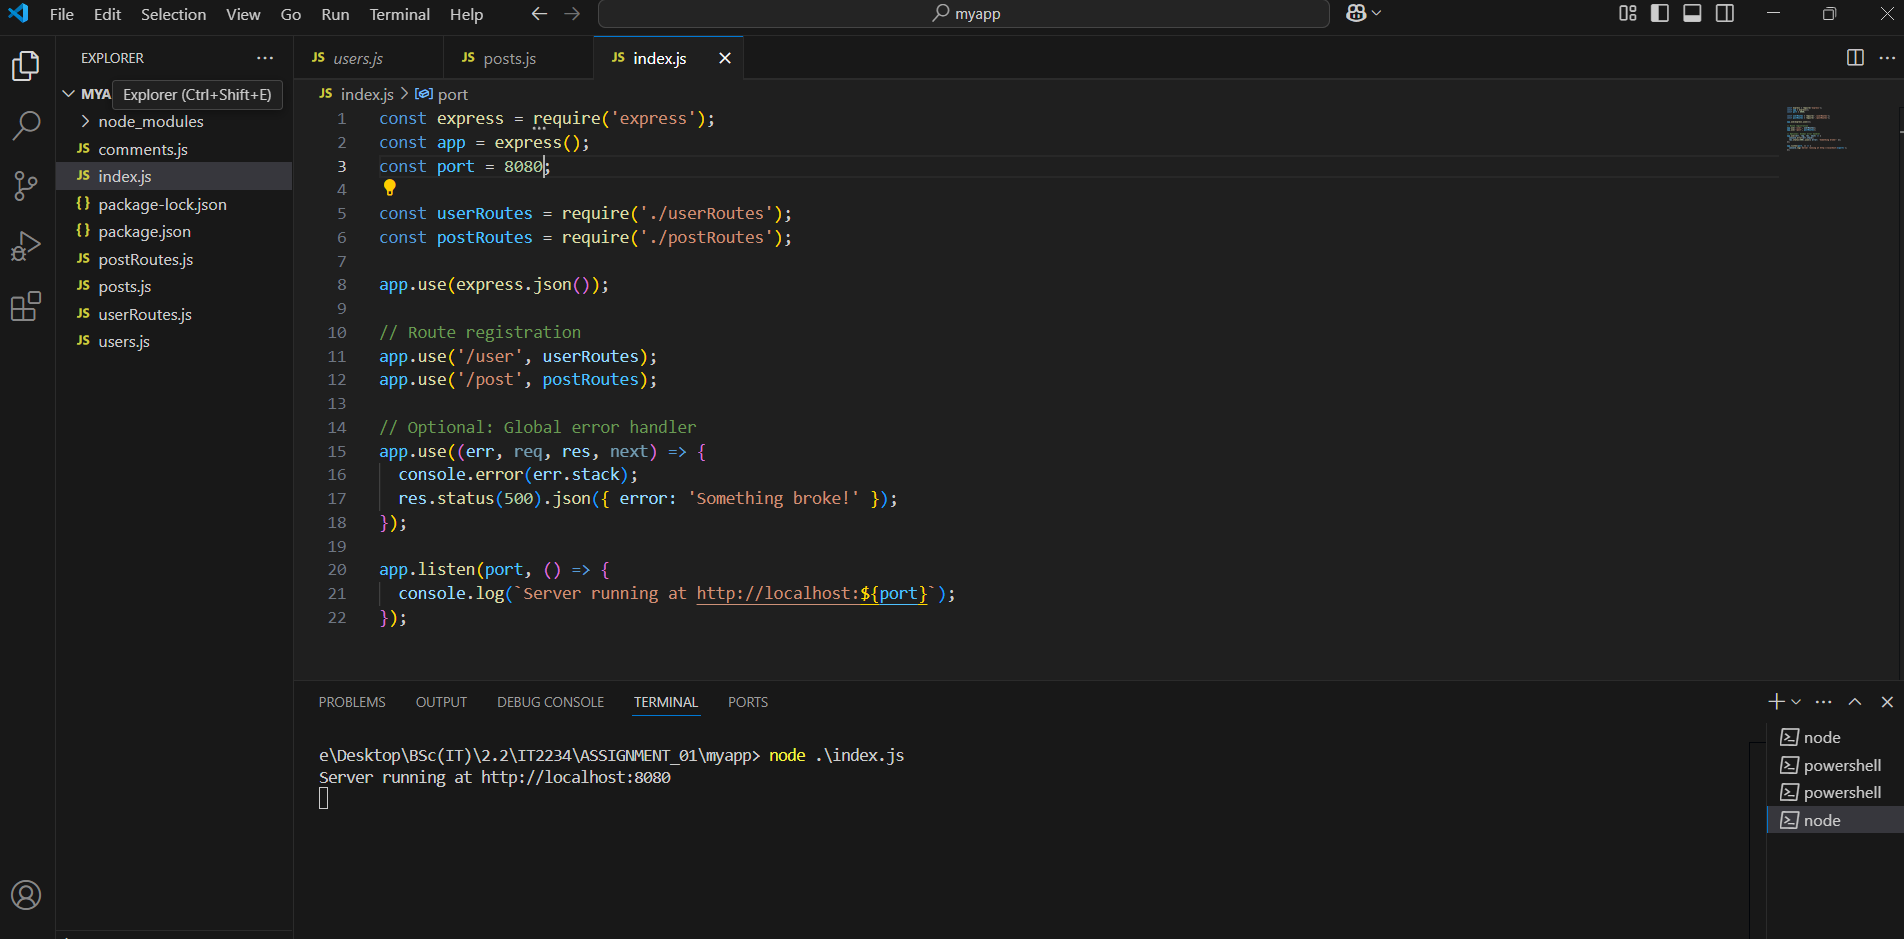 File Edit Selection View Go Run Terminal Help
myapp
EXPLORER
MYA
Explorer (Ctrl+Shift+E)
node_modules
JS comments.js
JS index.js
{} package-lock.json
{} package.json
JS postRoutes.js
JS posts.js
JS userRoutes.js
JS users.js
JS users.js JS posts.js JS index.js
JS index.js > port
1 const express = require('express');
2 const app = express();
3 const port = 8080;
4
5 const userRoutes = require('./userRoutes');
6 const postRoutes = require('./postRoutes');
7
8 app.use(express.json());
9
10 // Route registration
11 app.use('/user', userRoutes);
12 app.use('/post', postRoutes);
13
14 // Optional: Global error handler
15 app.use((err, req, res, next) => {
16 console.error(err.stack);
17 res.status(500).json({ error: 'Something broke!' });
18 });
19
20 app.listen(port, () => {
21 console.log(`Server running at http://localhost:${port}`);
22 });
PROBLEMS OUTPUT DEBUG CONSOLE TERMINAL PORTS
e\Desktop\BSc(IT)\2.2\IT2234\ASSIGNMENT_01\myapp> node .\index.js
Server running at http://localhost:8080
node
powershell
powershell
node